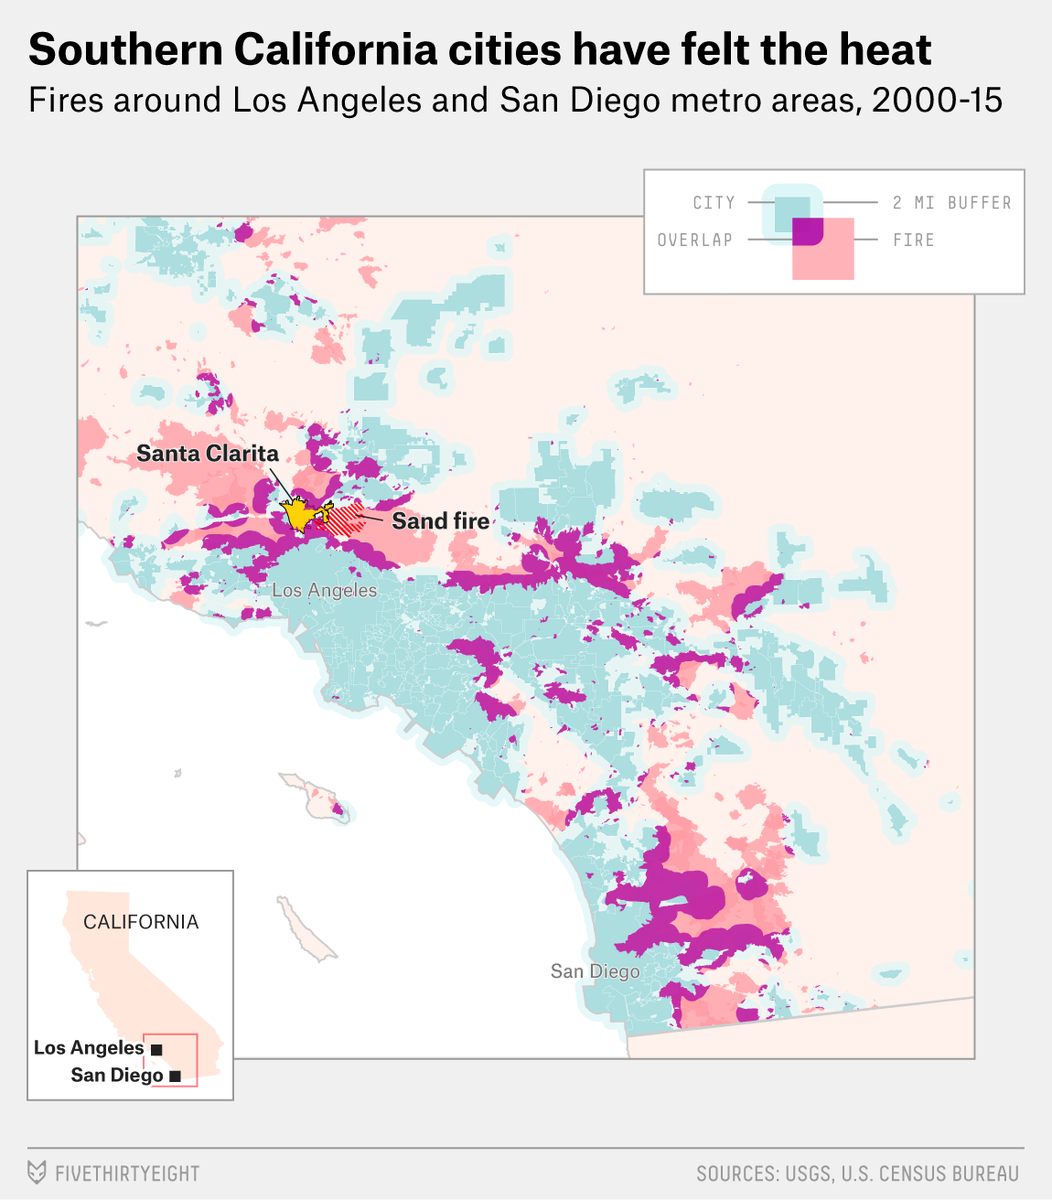 Southern California cities have felt the heat
Fires around Los Angeles and San Diego metro areas, 2000-15
CITY
2 MI BUFFER
OVERLAP
FIRE
Santa Clarita
Sand fire
Los Angeles
San Diego
CALIFORNIA
Los Angeles
San Diego
FIVETHIRTYEIGHT
SOURCES: USGS, U.S. CENSUS BUREAU